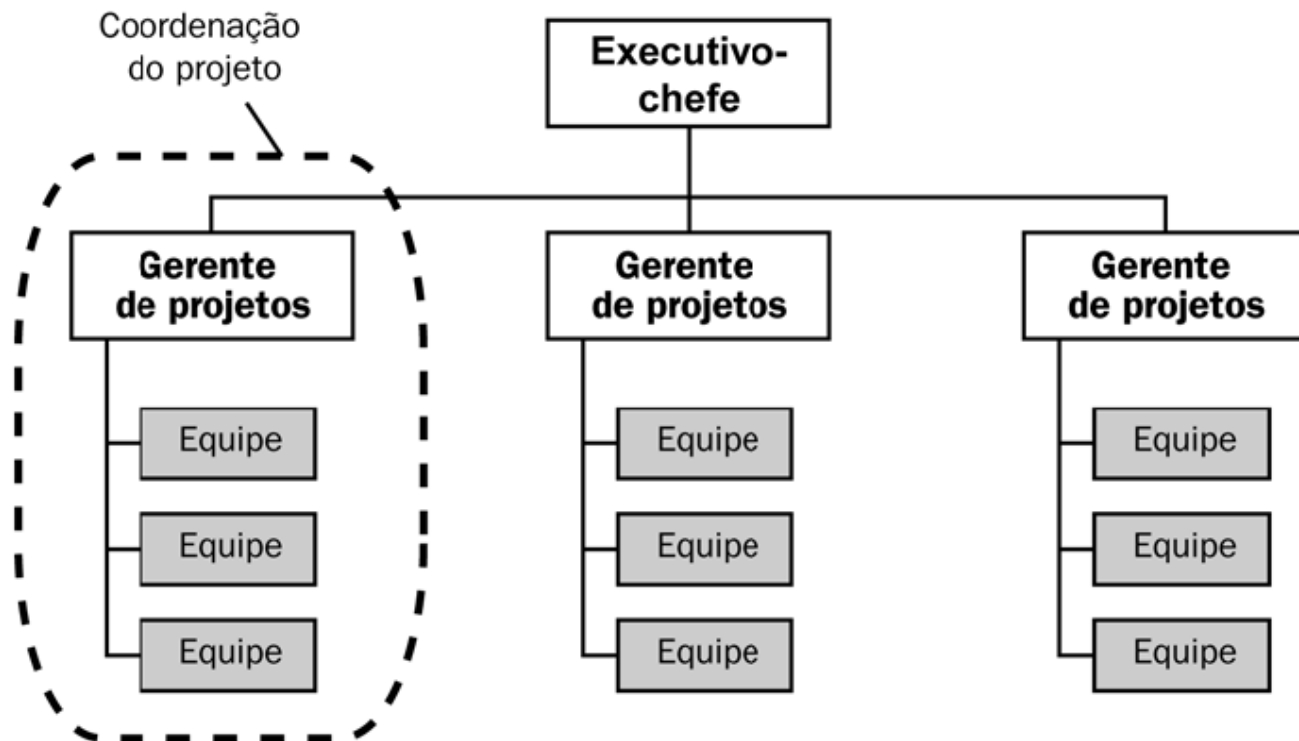 Coordenação
do projeto
Executivo-
chefe
Gerente
de projetos
Gerente
de projetos
Gerente
de projetos
Equipe
Equipe
Equipe
Equipe
Equipe
Equipe
Equipe
Equipe
Equipe